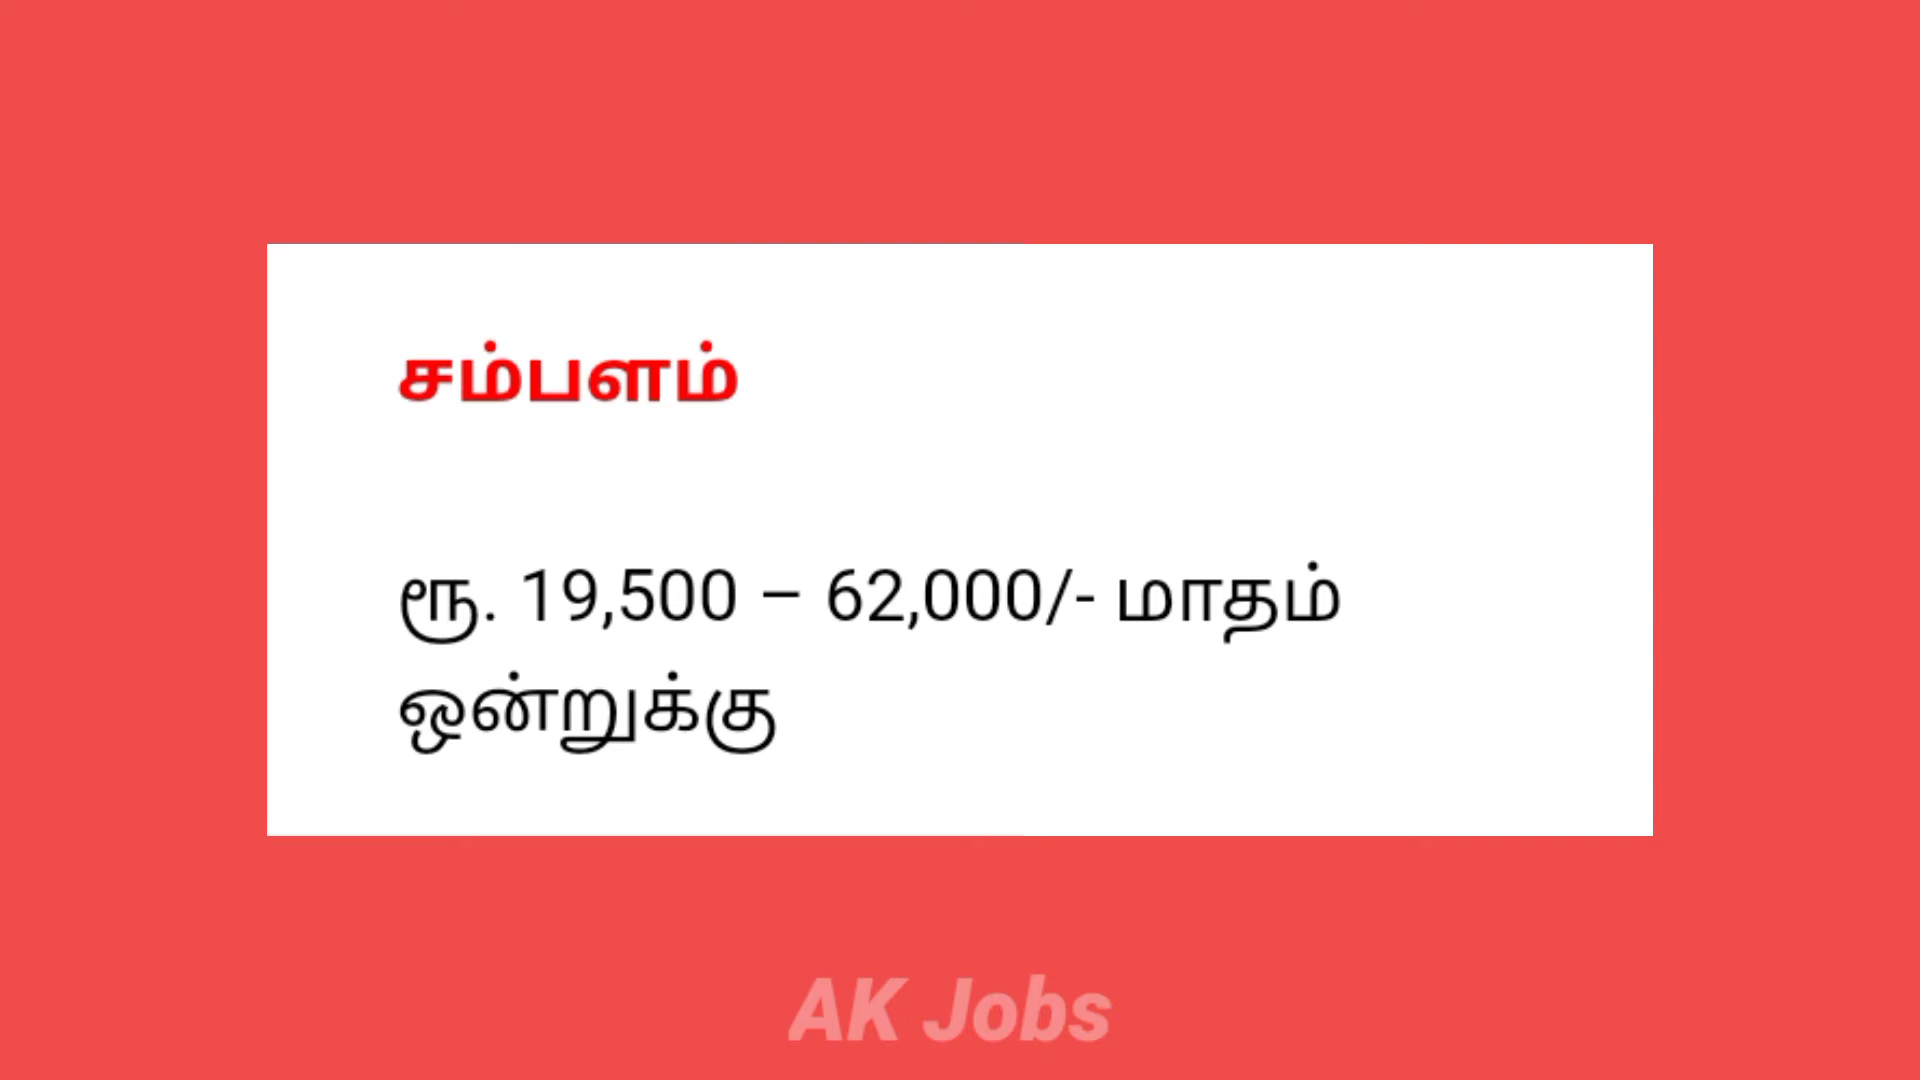 சம்பளம்
ரூ. 19,500 – 62,000/- மாதம்
ஒன்றுக்கு
AK Jobs